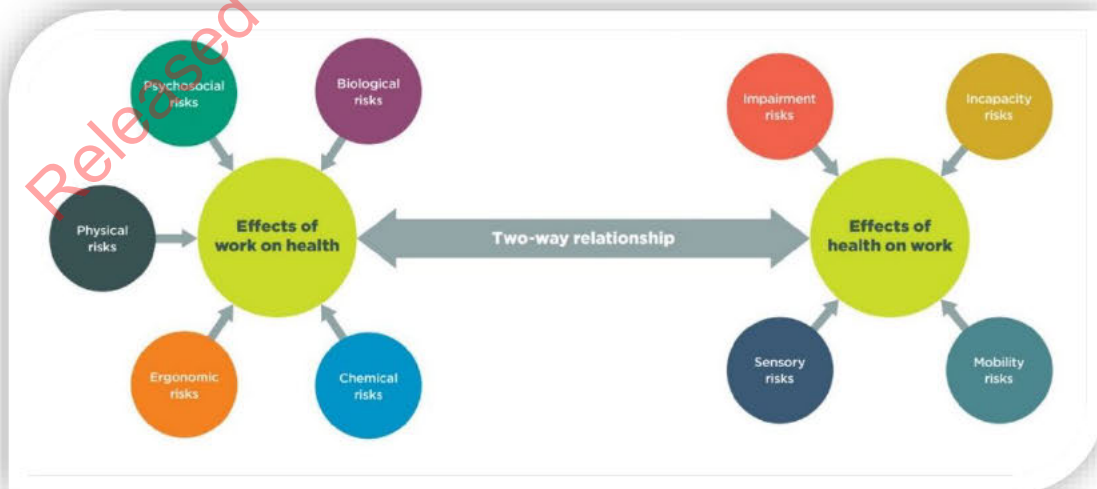 Released
Psychosocial
risks
Biological
risks
Physical
risks
Effects of
work on health
Ergonomic
risks
Chemical
risks
Two-way relationship
Impairment
risks
Incapacity
risks
Effects of
health on work
Sensory
risks
Mobility
risks